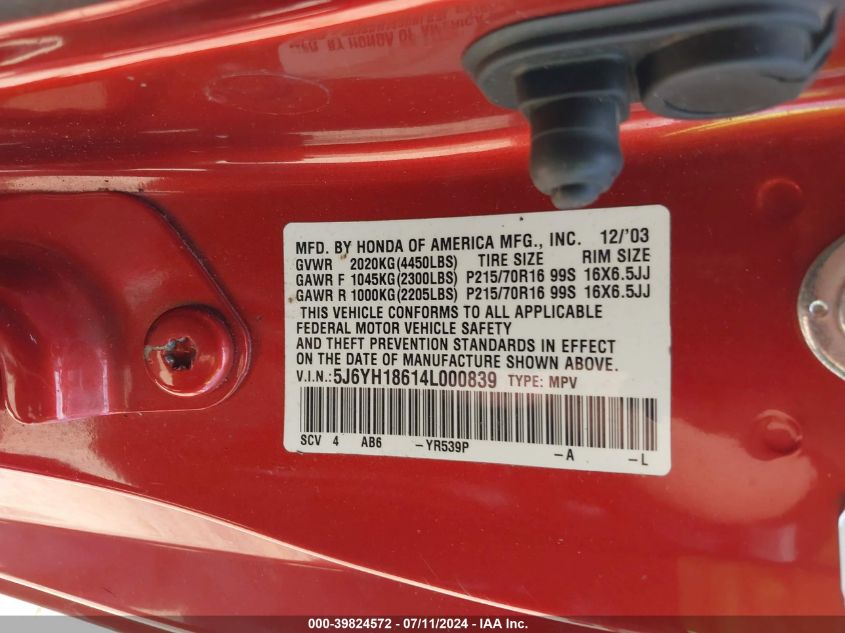 MFD. BY HONDA OF AMERICA MFG., INC. 12/'03
GVWR 2020KG(4450LBS) TIRE SIZE RIM SIZE
GAWR F 1045KG(2300LBS) P215/70R16 99S 16X6.5JJ
GAWR R 1000KG(2205LBS) P215/70R16 99S 16X6.5JJ
THIS VEHICLE CONFORMS TO ALL APPLICABLE
FEDERAL MOTOR VEHICLE SAFETY
AND THEFT PREVENTION STANDARDS IN EFFECT
ON THE DATE OF MANUFACTURE SHOWN ABOVE.
V.I.N.:5J6YH18614L000839 TYPE: MPV
SCV 4 AB6 -YR539P -A -L
000-39824572 - 07/11/2024 - IAA Inc.